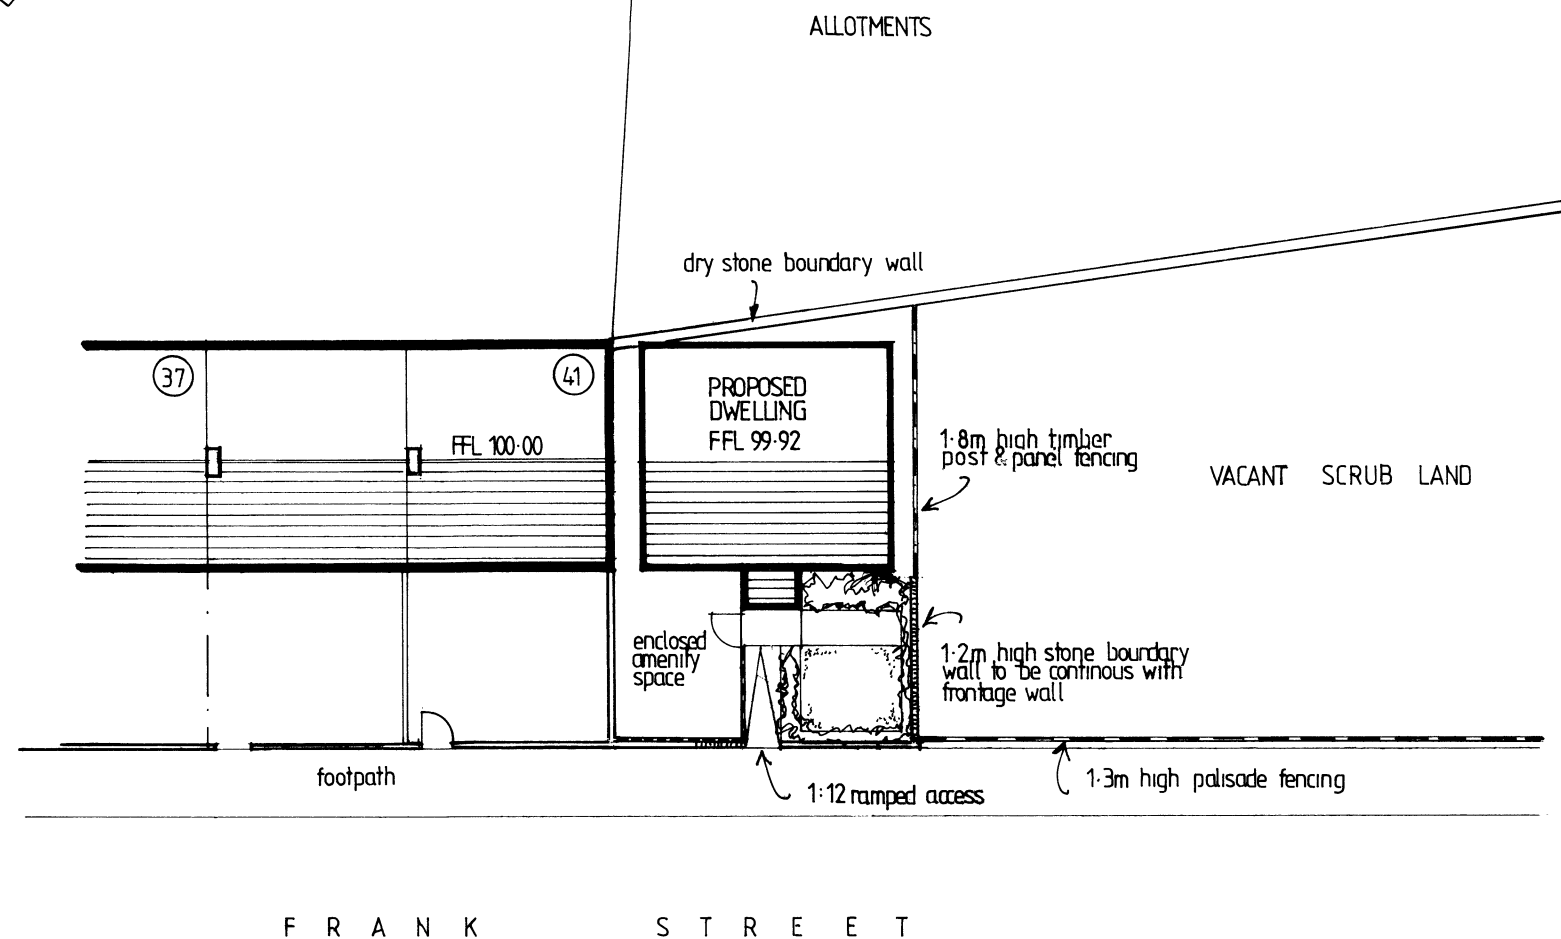 ALLOTMENTS
dry stone boundary wall
37
41
FFL 100·00
PROPOSED
DWELLING
FFL 99·92
1·8m high timber
post & panel fencing
VACANT SCRUB LAND
enclosed
amenity
space
1·2m high stone boundary
wall to be continous with
frontage wall
footpath
1:12 ramped access
1·3m high palisade fencing
FRANK STREET